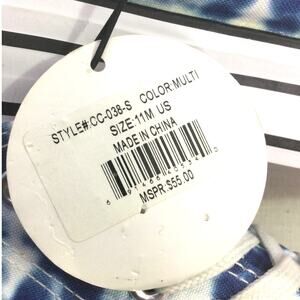 STYLE#:CC-038-S COLOR:MULTI
SIZE:11M US
MADE IN CHINA
MSPR:$55.00